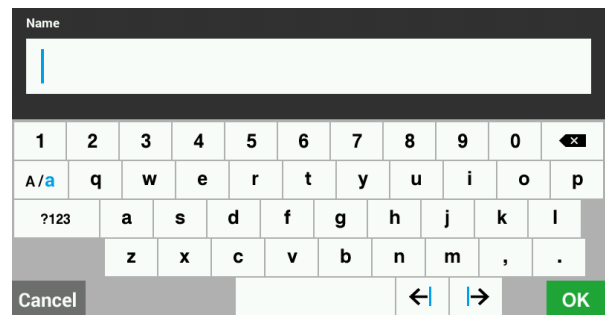 Name
1 2 3 4 5 6 7 8 9 0
A/a q w e r t y u i o p
?123 a s d f g h j k l
z x c v b n m , .
Cancel OK